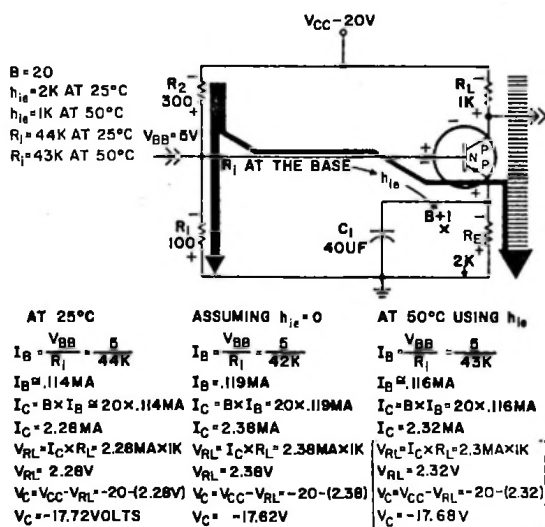 VCC-20V
B=20
hie=2K AT 25°C
hie=1K AT 50°C
Ri=44K AT 25°C
Ri=43K AT 50°C
R2
300
RL
1K
VBB=5V
N
P
P
Ri AT THE BASE
hie
B+1
X
R1
100
C1
40UF
RE
2K
AT 25°C
IB=VBB/Ri=5/44K
IB≅.114MA
IC=B×IB≅20×.114MA
IC=2.28MA
VRL=IC×RL=2.28MA×1K
VRL=2.28V
VC=VCC-VRL=-20-(2.28V)
VC=-17.72VOLTS
ASSUMING hie=0
IB=VBB/Ri=5/42K
IB=.119MA
IC=B×IB=20×.119MA
IC=2.38MA
VRL=IC×RL=2.38MA×1K
VRL=2.38V
VC=VCC-VRL=-20-(2.38)
VC= -17.62V
AT 50°C USING hie
IB=VBB/Ri=5/43K
IB≅.116MA
IC=B×IB=20×.116MA
IC=2.32MA
VRL=IC×RL=2.3MA×1K
VRL=2.32V
VC=VCC-VRL=-20-(2.32)
VC=-17.68V